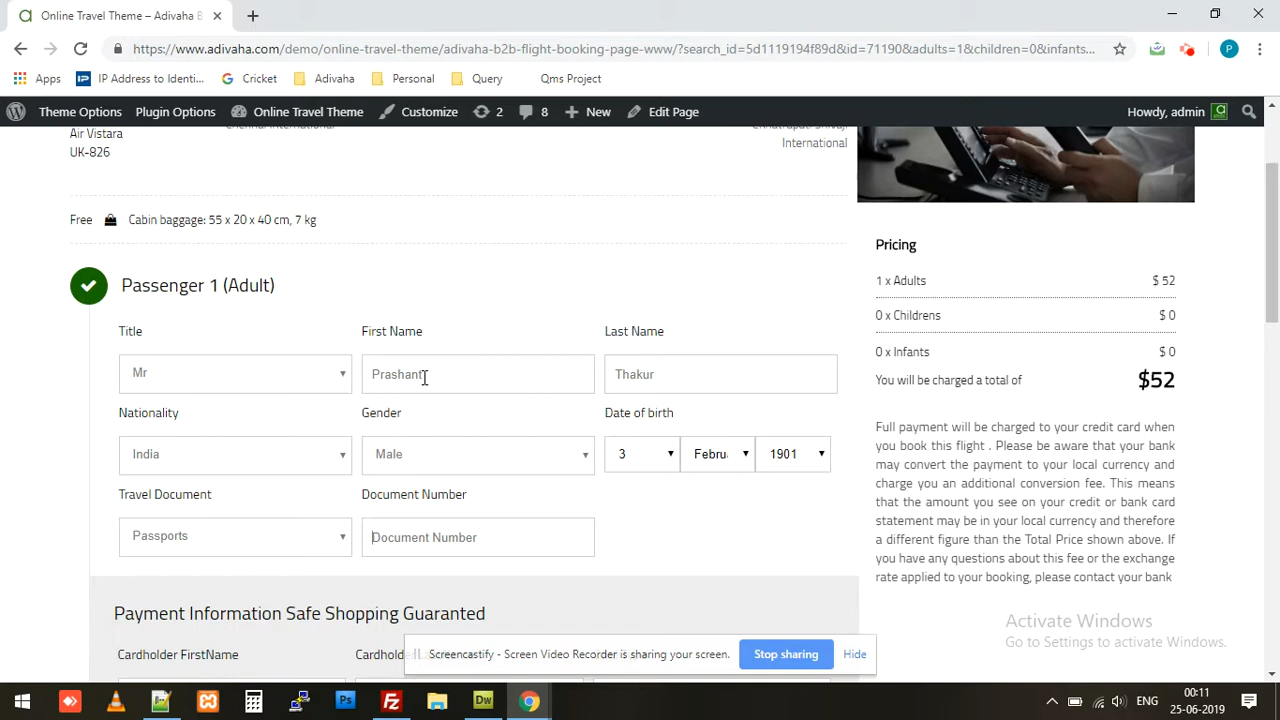 Online Travel Theme – Adivaha B
https://www.adivaha.com/demo/online-travel-theme/adivaha-b2b-flight-booking-page-www/?search_id=5d1119194f89d&id=71190&adults=1&children=0&infants...
P
Apps
IP Address to Identi...
Cricket
Adivaha
Personal
Query
Qms Project
Theme Options
Plugin Options
Online Travel Theme
Customize
2
8
New
Edit Page
Howdy, admin
Air Vistara
UK-826
Chennai International
Chhatrapati Shivaji
International
Free
Cabin baggage: 55 x 20 x 40 cm, 7 kg
Passenger 1 (Adult)
Title
First Name
Last Name
Mr
Prashant
Thakur
Nationality
Gender
Date of birth
India
Male
3
Febru
1901
Travel Document
Document Number
Passports
Document Number
Payment Information Safe Shopping Guaranted
Cardholder FirstName
Cardhold
Pricing
1 x Adults
$ 52
0 x Childrens
$ 0
0 x Infants
$ 0
You will be charged a total of
$52
Full payment will be charged to your credit card when
you book this flight . Please be aware that your bank
may convert the payment to your local currency and
charge you an additional conversion fee. This means
that the amount you see on your credit or bank card
statement may be in your local currency and therefore
a different figure than the Total Price shown above. If
you have any questions about this fee or the exchange
rate applied to your booking, please contact your bank
Activate Windows
Go to Settings to activate Windows.
Screencastify - Screen Video Recorder is sharing your screen.
Stop sharing
Hide
Ps
Fz
Dw
ENG
00:11
25-06-2019